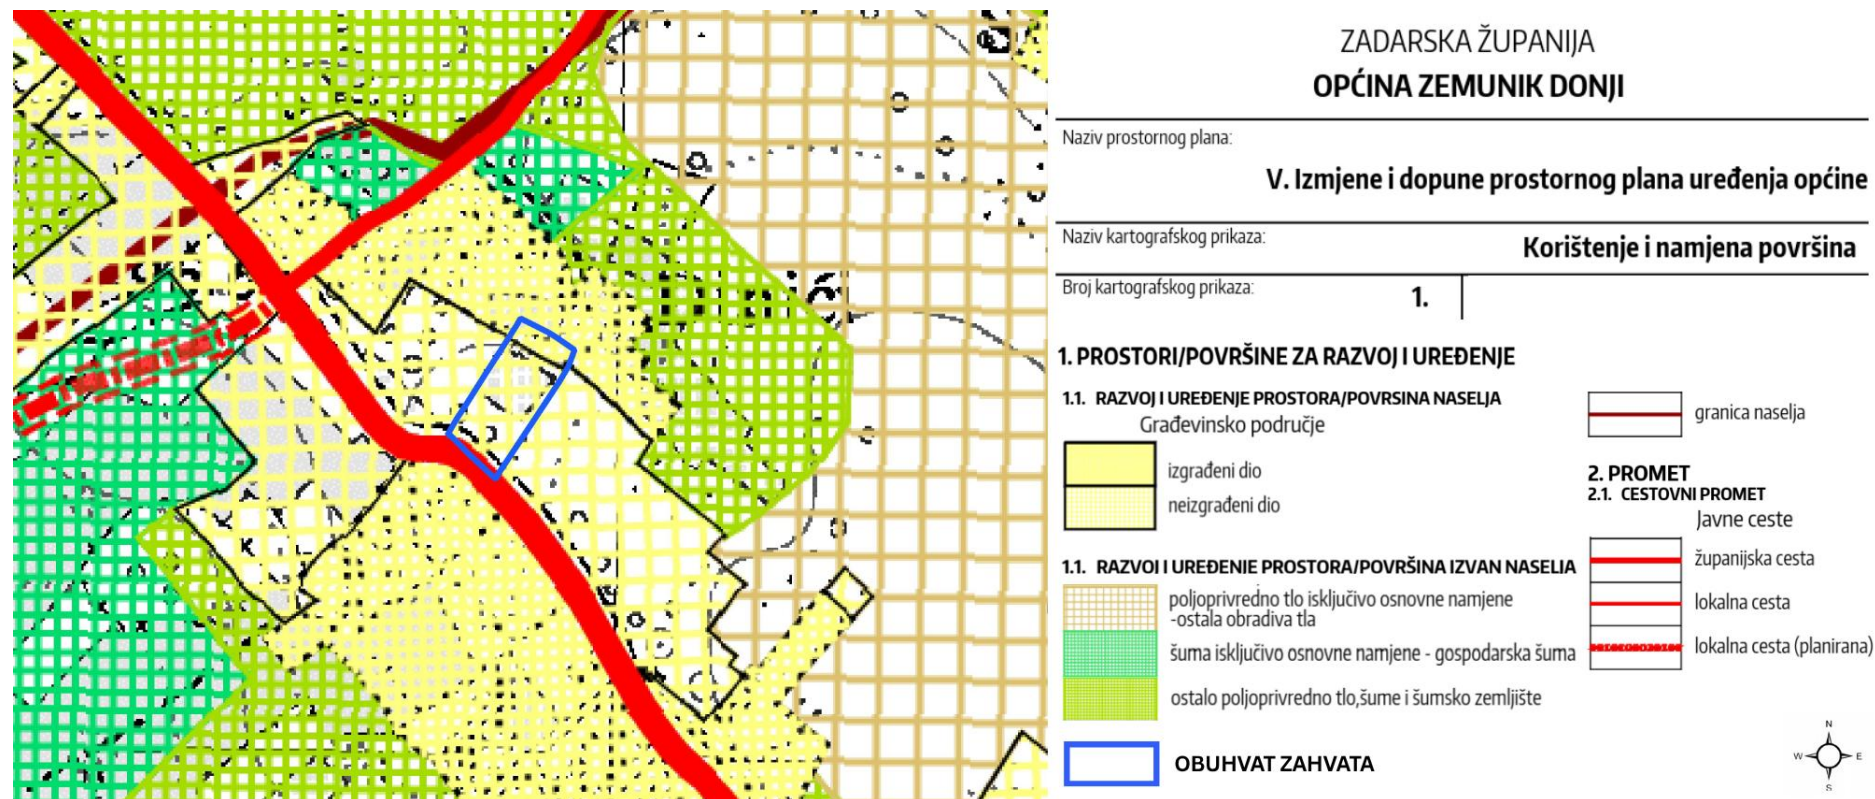 ZADARSKA ŽUPANIJA
OPĆINA ZEMUNIK DONJI
Naziv prostornog plana:
V. Izmjene i dopune prostornog plana uređenja općine
Naziv kartografskog prikaza:
Korištenje i namjena površina
Broj kartografskog prikaza:
1.
1. PROSTORI/POVRŠINE ZA RAZVOJ I UREĐENJE
1.1. RAZVOJ I UREĐENJE PROSTORA/POVRSINA NASELJA
Građevinsko područje
izgrađeni dio
neizgrađeni dio
1.1. RAZVOI I UREĐENIE PROSTORA/POVRŠINA IZVAN NASELIA
poljoprivredno tlo isključivo osnovne namjene
-ostala obradiva tla
šuma isključivo osnovne namjene - gospodarska šuma
ostalo poljoprivredno tlo,šume i šumsko zemljište
OBUHVAT ZAHVATA
granica naselja
2. PROMET
2.1. CESTOVNI PROMET
Javne ceste
županijska cesta
lokalna cesta
lokalna cesta (planirana)
N
W
E
S